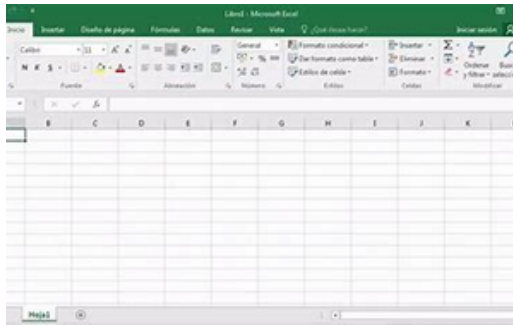 Libro1 - Microsoft Excel
Inicio Insertar Diseño de página Fórmulas Datos Revisar Vista ¿Qué desea hacer? Iniciar sesión
Calibri 11 A A General Formato condicional Insertar Σ
N K S % Dar formato como tabla Eliminar Ordenar
Estilos de celda Formato y filtrar
Fuente Alineación Número Estilos Celdas Modificar
fx
B C D E F G H I J K
Hoja1